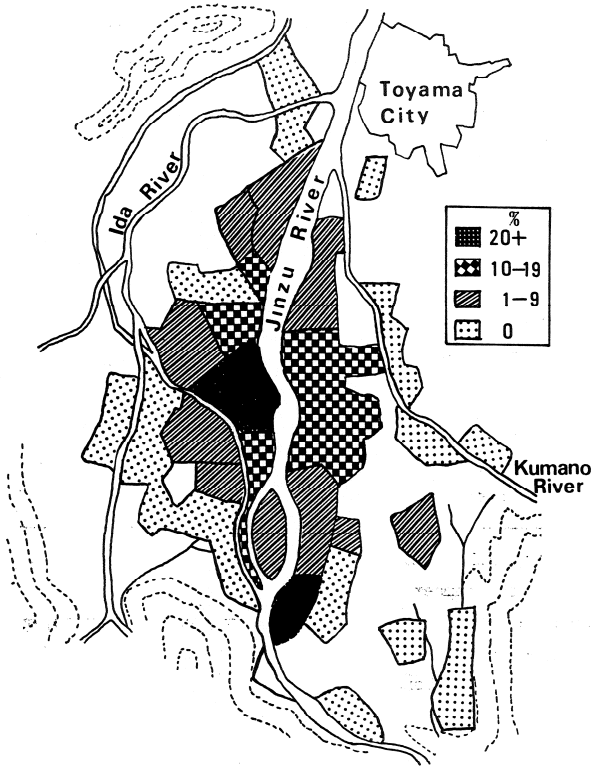 Toyama
City
Ida River
Jinzu River
%
20+
10–19
1–9
0
Kumano
River